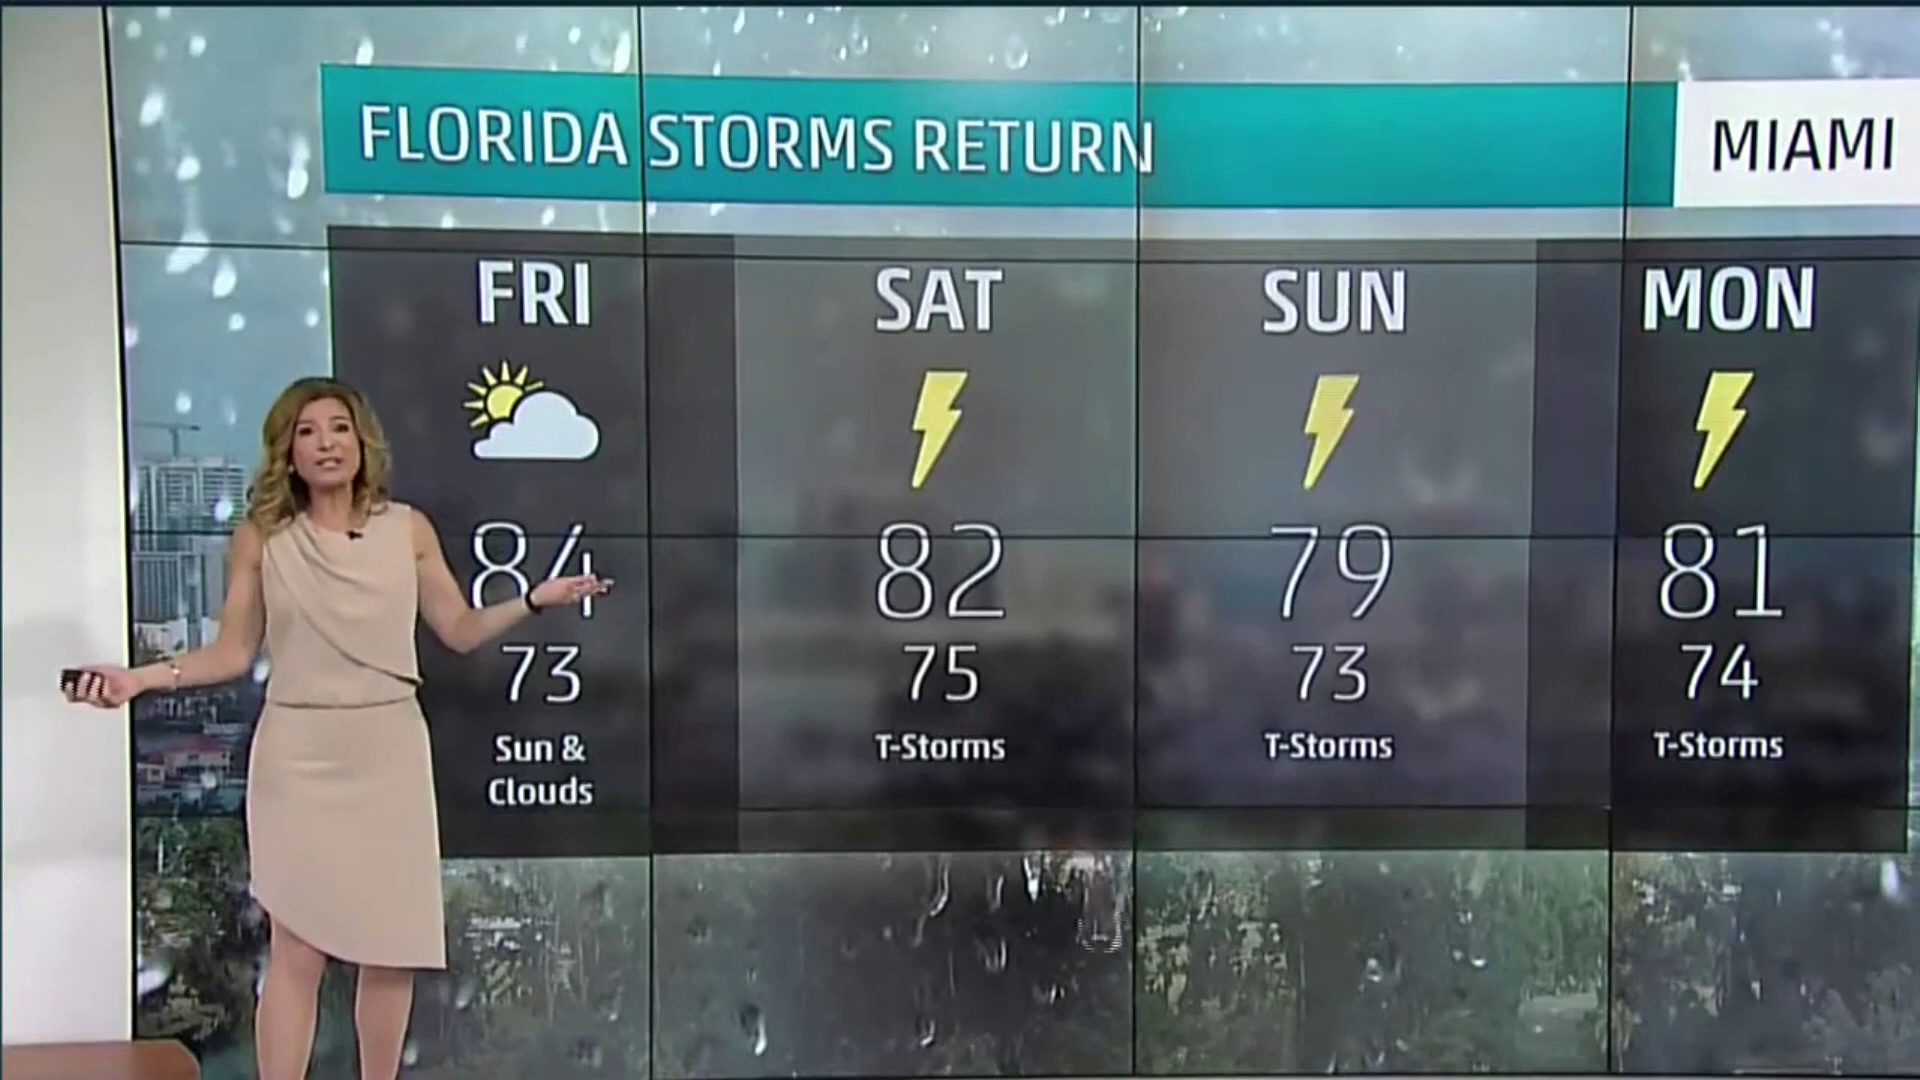 FLORIDA STORMS RETURN
MIAMI
FRI
84
73
Sun &
Clouds
SAT
82
75
T-Storms
SUN
79
73
T-Storms
MON
81
74
T-Storms